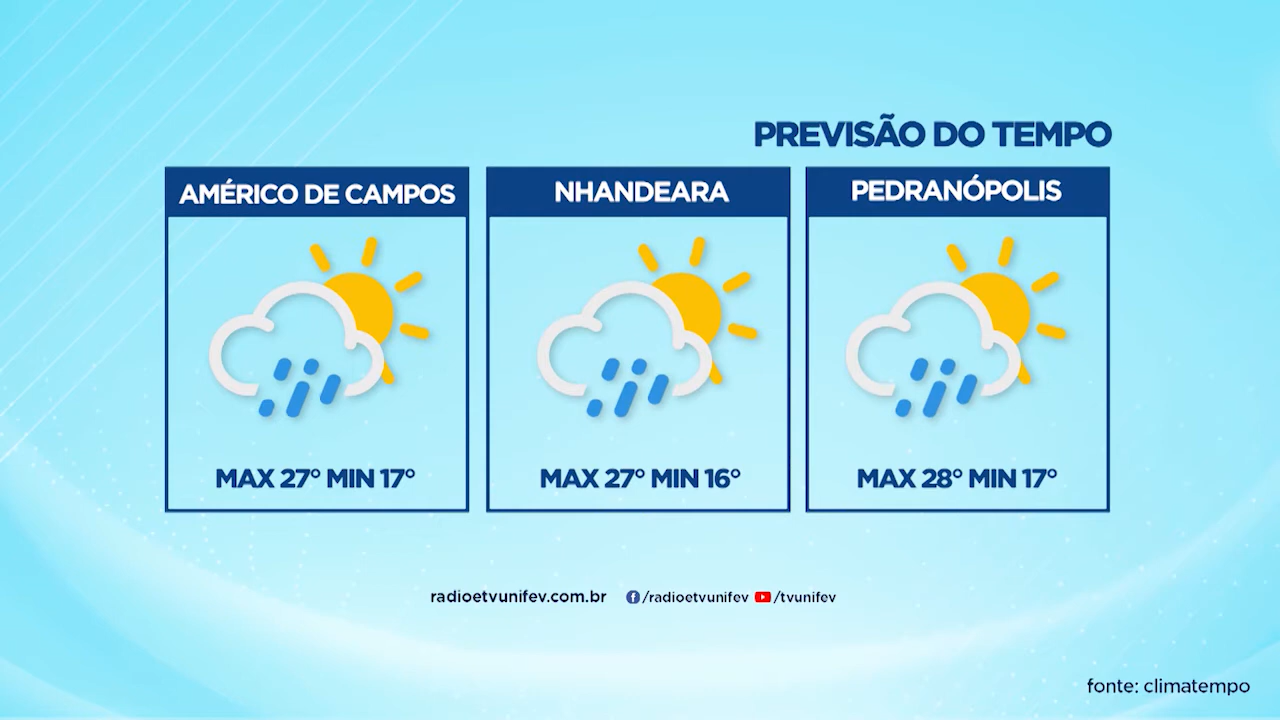 PREVISÃO DO TEMPO
AMÉRICO DE CAMPOS
MAX 27° MIN 17°
NHANDEARA
MAX 27° MIN 16°
PEDRANÓPOLIS
MAX 28° MIN 17°
radioetvunifev.com.br /radioetvunifev /tvunifev
fonte: climatempo